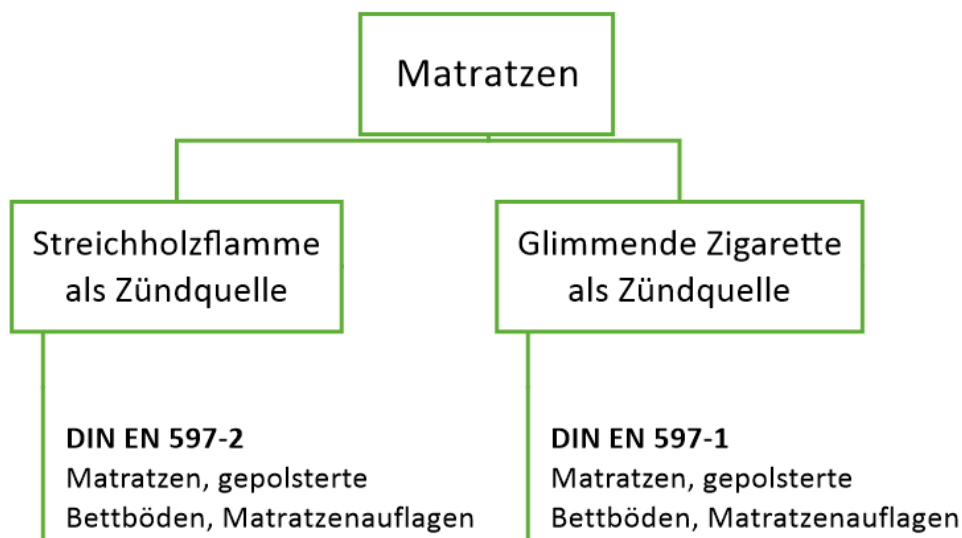 Matratzen
Streichholzflamme
als Zündquelle
Glimmende Zigarette
als Zündquelle
DIN EN 597-2
Matratzen, gepolsterte
Bettböden, Matratzenauflagen
DIN EN 597-1
Matratzen, gepolsterte
Bettböden, Matratzenauflagen